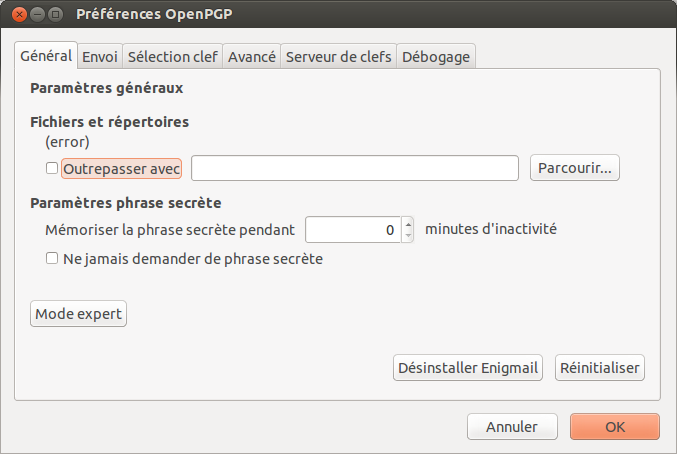 Préférences OpenPGP
Général Envoi Sélection clef Avancé Serveur de clefs Débogage
Paramètres généraux
Fichiers et répertoires
(error)
Outrepasser avec Parcourir...
Paramètres phrase secrète
Mémoriser la phrase secrète pendant 0 minutes d'inactivité
Ne jamais demander de phrase secrète
Mode expert
Désinstaller Enigmail Réinitialiser
Annuler OK